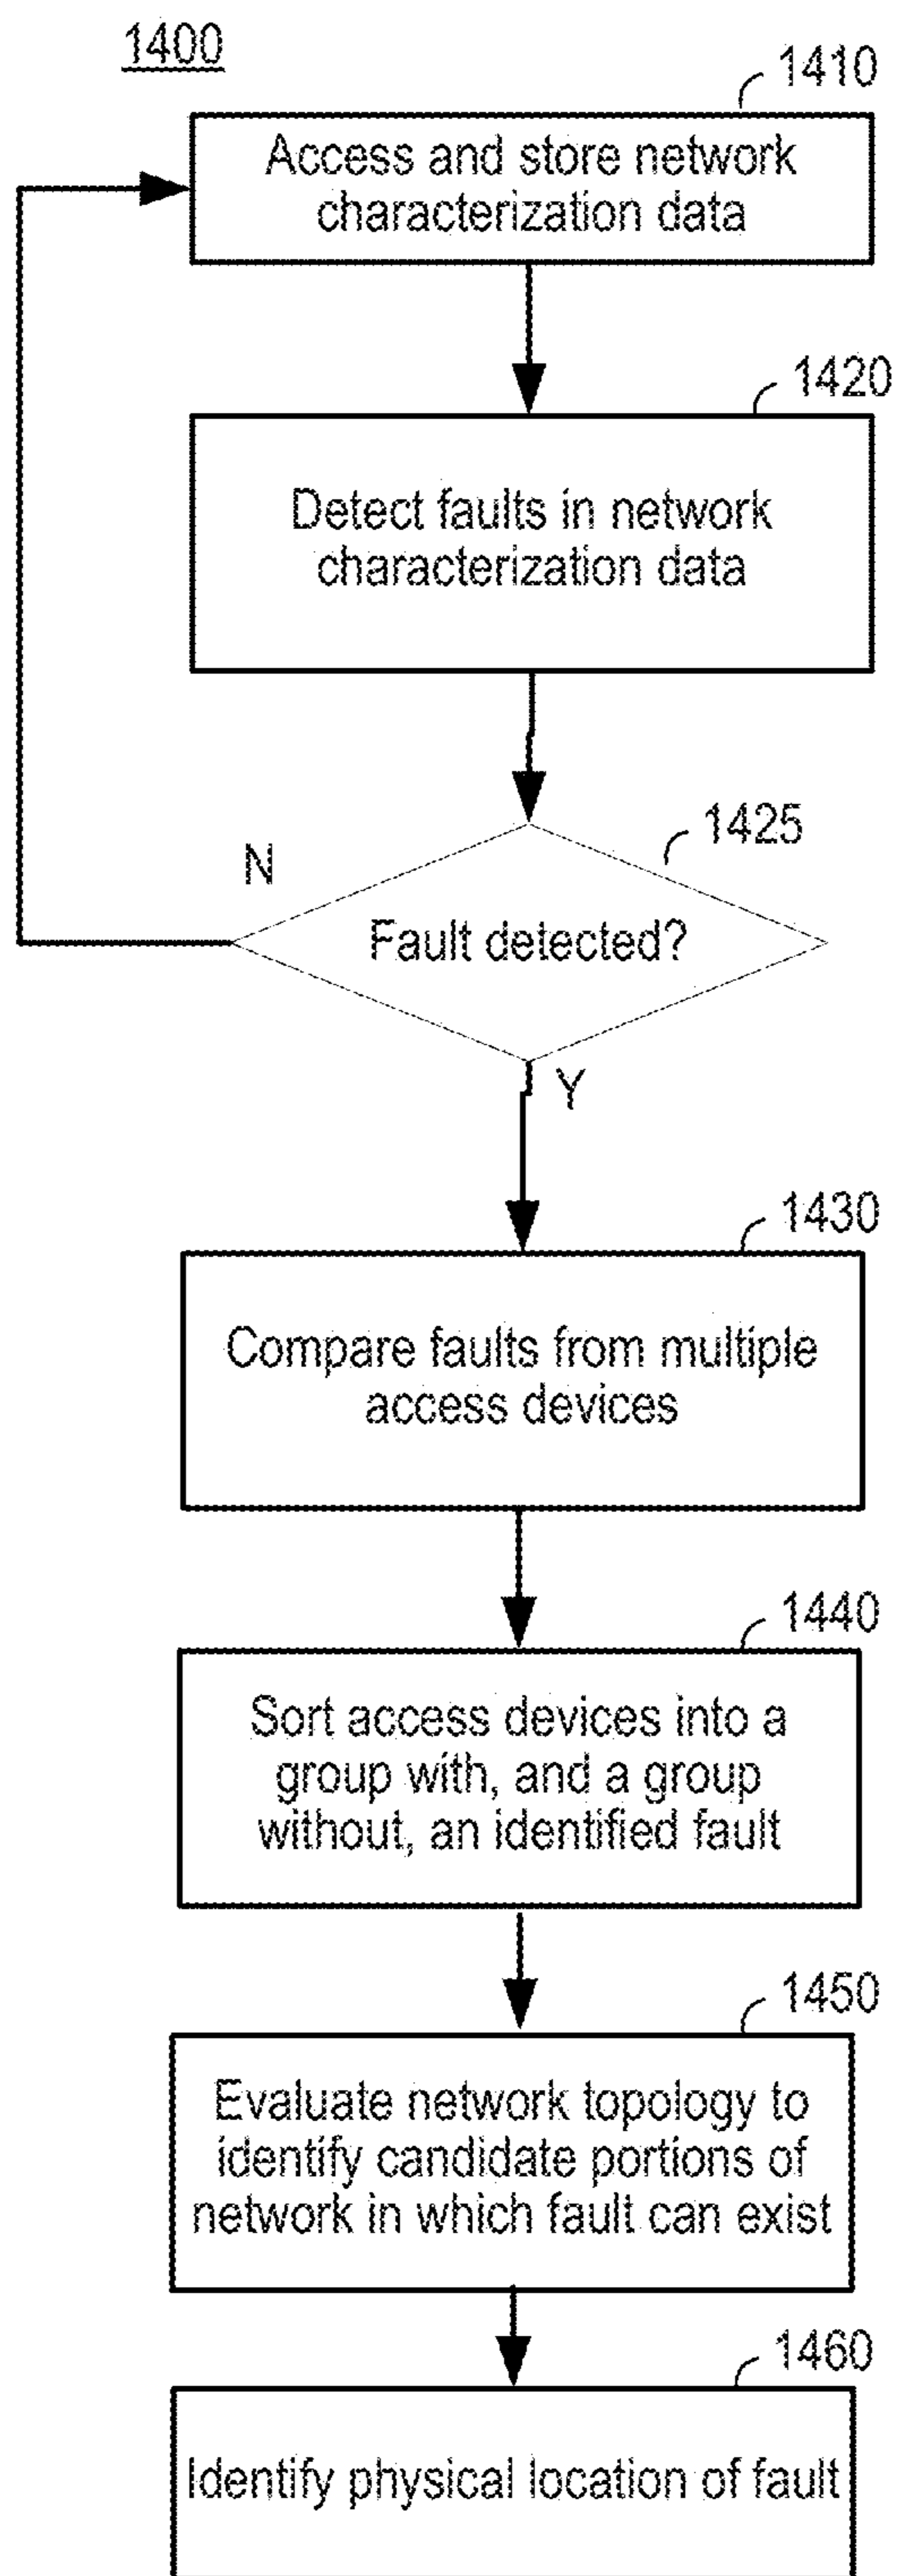 1400
1410
Access and store network
characterization data
1420
Detect faults in network
characterization data
1425
N
Fault detected?
Y
1430
Compare faults from multiple
access devices
1440
Sort access devices into a
group with, and a group
without, an identified fault
1450
Evaluate network topology to
identify candidate portions of
network in which fault can exist
1460
Identify physical location of fault